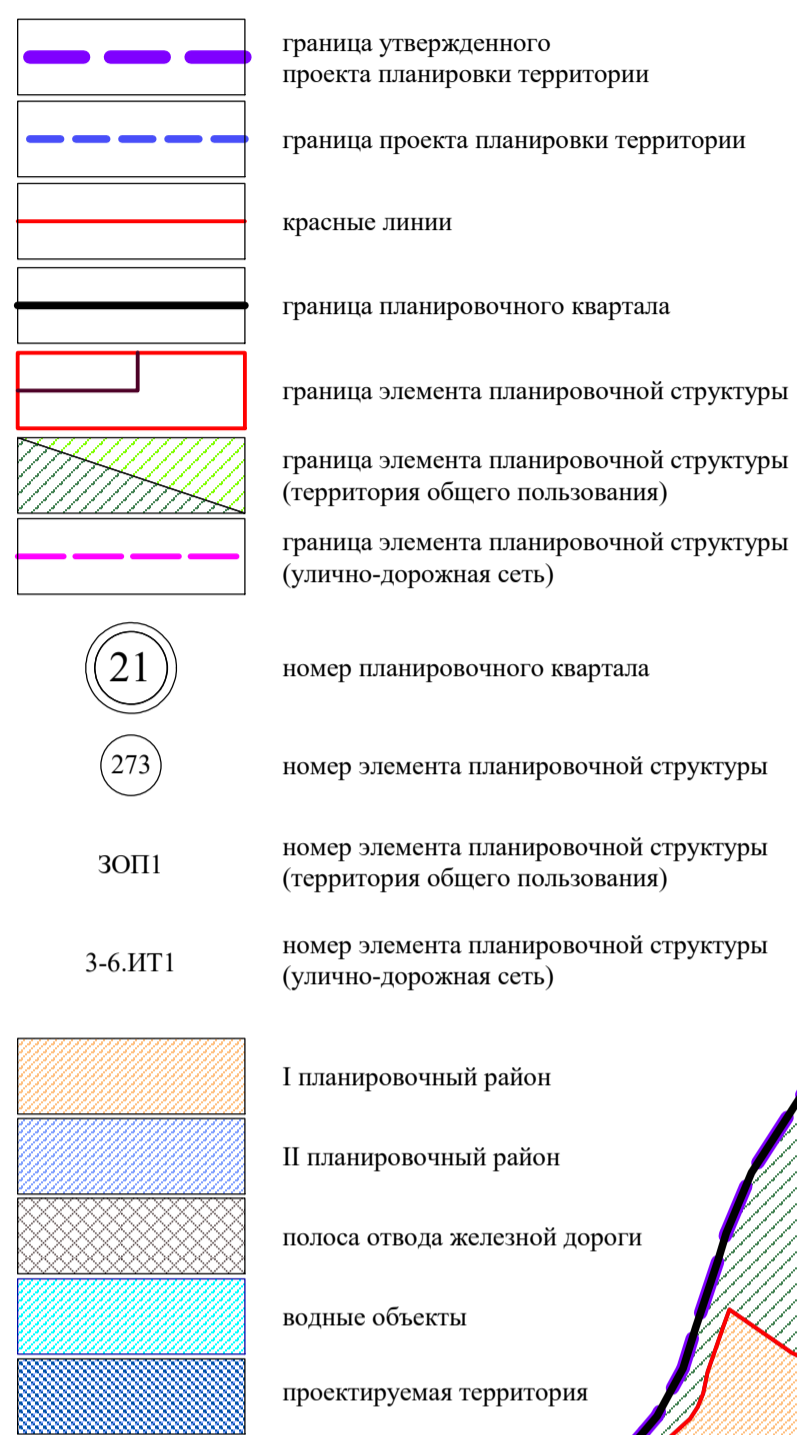 граница утвержденного
проекта планировки территории
граница проекта планировки территории
красные линии
граница планировочного квартала
граница элемента планировочной структуры
граница элемента планировочной структуры
(территория общего пользования)
граница элемента планировочной структуры
(улично-дорожная сеть)
21
номер планировочного квартала
273
номер элемента планировочной структуры
ЗОП1
номер элемента планировочной структуры
(территория общего пользования)
3-6.ИТ1
номер элемента планировочной структуры
(улично-дорожная сеть)
I планировочный район
II планировочный район
полоса отвода железной дороги
водные объекты
проектируемая территория